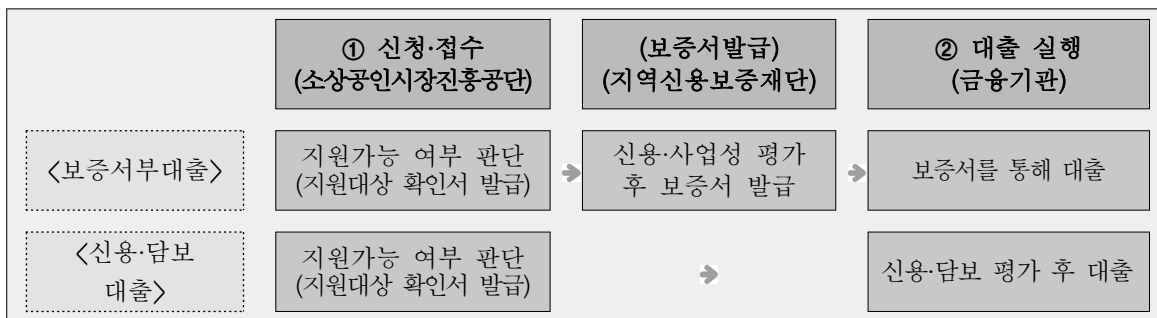 ① 신청·접수
(소상공인시장진흥공단)
(보증서발급)
(지역신용보증재단)
② 대출 실행
(금융기관)
<보증서부대출>
지원가능 여부 판단
(지원대상 확인서 발급)
신용·사업성 평가
후 보증서 발급
보증서를 통해 대출
<신용·담보
대출>
지원가능 여부 판단
(지원대상 확인서 발급)
신용·담보 평가 후 대출